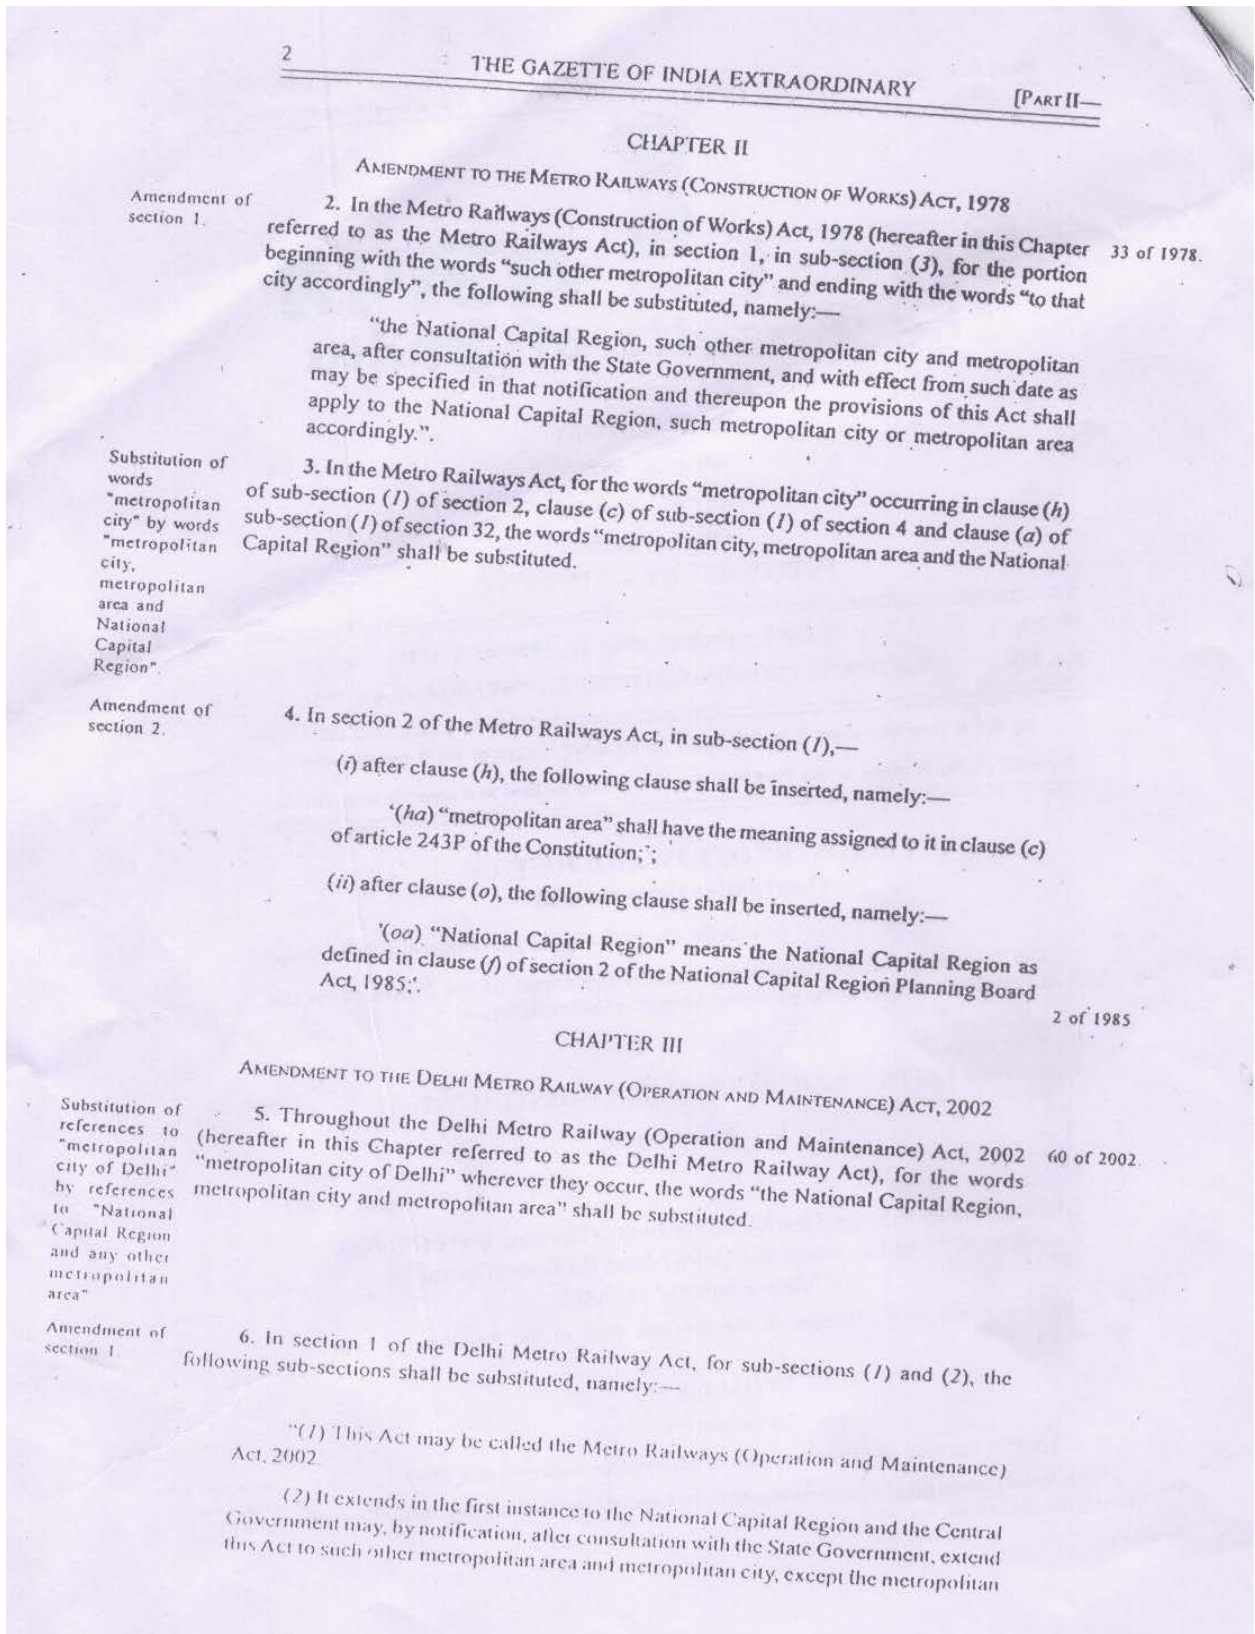 2
THE GAZETTE OF INDIA EXTRAORDINARY
[PART II—
CHAPTER II
AMENDMENT TO THE METRO RAILWAYS (CONSTRUCTION OF WORKS) ACT, 1978
Amendment of
section 1.
2. In the Metro Railways (Construction of Works) Act, 1978 (hereafter in this Chapter
33 of 1978.
referred to as the Metro Railways Act), in section 1, in sub-section (3), for the portion
beginning with the words “such other metropolitan city” and ending with the words “to that
city accordingly”, the following shall be substituted, namely:—
“the National Capital Region, such other metropolitan city and metropolitan
area, after consultation with the State Government, and with effect from such date as
may be specified in that notification and thereupon the provisions of this Act shall
apply to the National Capital Region, such metropolitan city or metropolitan area
accordingly.”.
Substitution of
words
"metropolitan
city" by words
"metropolitan
city,
metropolitan
area and
National
Capital
Region".
3. In the Metro Railways Act, for the words “metropolitan city” occurring in clause (h)
of sub-section (1) of section 2, clause (c) of sub-section (1) of section 4 and clause (a) of
sub-section (1) of section 32, the words “metropolitan city, metropolitan area and the National
Capital Region” shall be substituted.
Amendment of
section 2.
4. In section 2 of the Metro Railways Act, in sub-section (1),—
(i) after clause (h), the following clause shall be inserted, namely:—
‘(ha) “metropolitan area” shall have the meaning assigned to it in clause (c)
of article 243P of the Constitution;’;
(ii) after clause (o), the following clause shall be inserted, namely:—
'(oa) “National Capital Region” means the National Capital Region as
defined in clause (f) of section 2 of the National Capital Region Planning Board
Act, 1985;'.
2 of 1985
CHAPTER III
AMENDMENT TO THE DELHI METRO RAILWAY (OPERATION AND MAINTENANCE) ACT, 2002
Substitution of
references to
"metropolitan
city of Delhi"
by references
to "National
Capital Region
and any other
metropolitan
area"
5. Throughout the Delhi Metro Railway (Operation and Maintenance) Act, 2002
60 of 2002.
(hereafter in this Chapter referred to as the Delhi Metro Railway Act), for the words
“metropolitan city of Delhi” wherever they occur, the words “the National Capital Region,
metropolitan city and metropolitan area” shall be substituted.
Amendment of
section 1
6. In section 1 of the Delhi Metro Railway Act, for sub-sections (1) and (2), the
following sub-sections shall be substituted, namely:—
“(1) This Act may be called the Metro Railways (Operation and Maintenance)
Act, 2002
(2) It extends in the first instance to the National Capital Region and the Central
Government may, by notification, after consultation with the State Government, extend
this Act to such other metropolitan area and metropolitan city, except the metropolitan